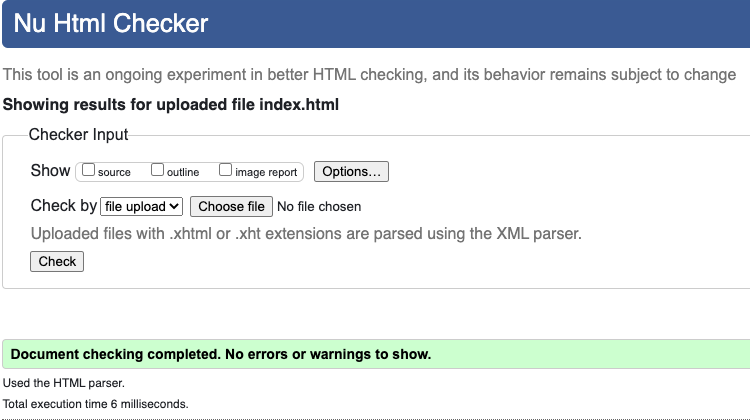 Nu Html Checker
This tool is an ongoing experiment in better HTML checking, and its behavior remains subject to change
Showing results for uploaded file index.html
Checker Input
Show source outline image report Options...
Check by file upload Choose file No file chosen
Uploaded files with .xhtml or .xht extensions are parsed using the XML parser.
Check
Document checking completed. No errors or warnings to show.
Used the HTML parser.
Total execution time 6 milliseconds.